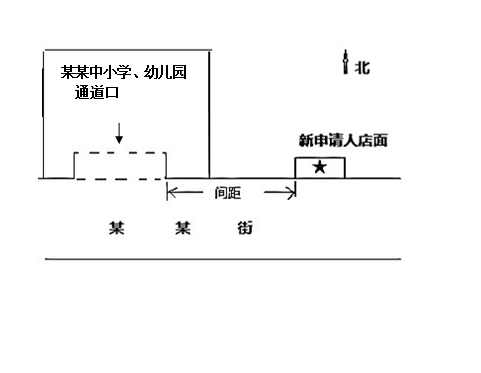 某某中小学、幼儿园
通道口
北
新申请人店面
间距
某 某 街